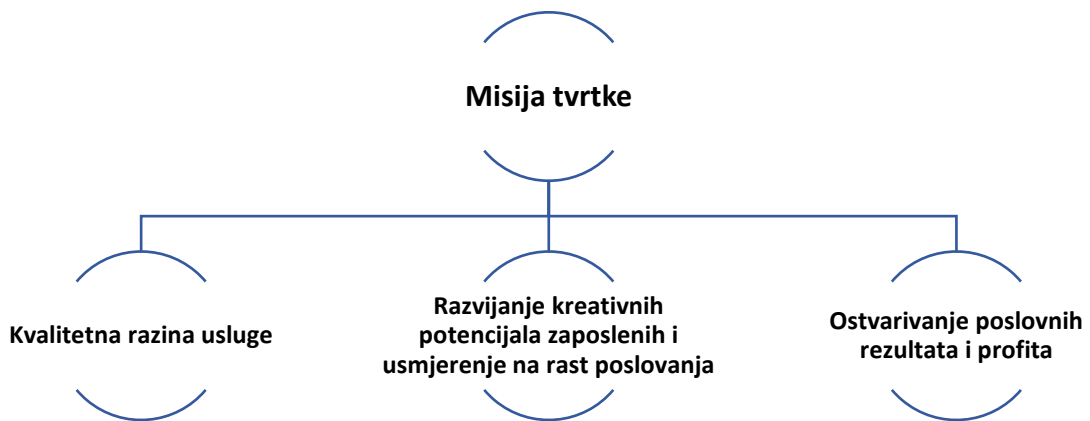 Misija tvrtke
Kvalitetna razina usluge
Razvijanje kreativnih
potencijala zaposlenih i
usmjerenje na rast poslovanja
Ostvarivanje poslovnih
rezultata i profita